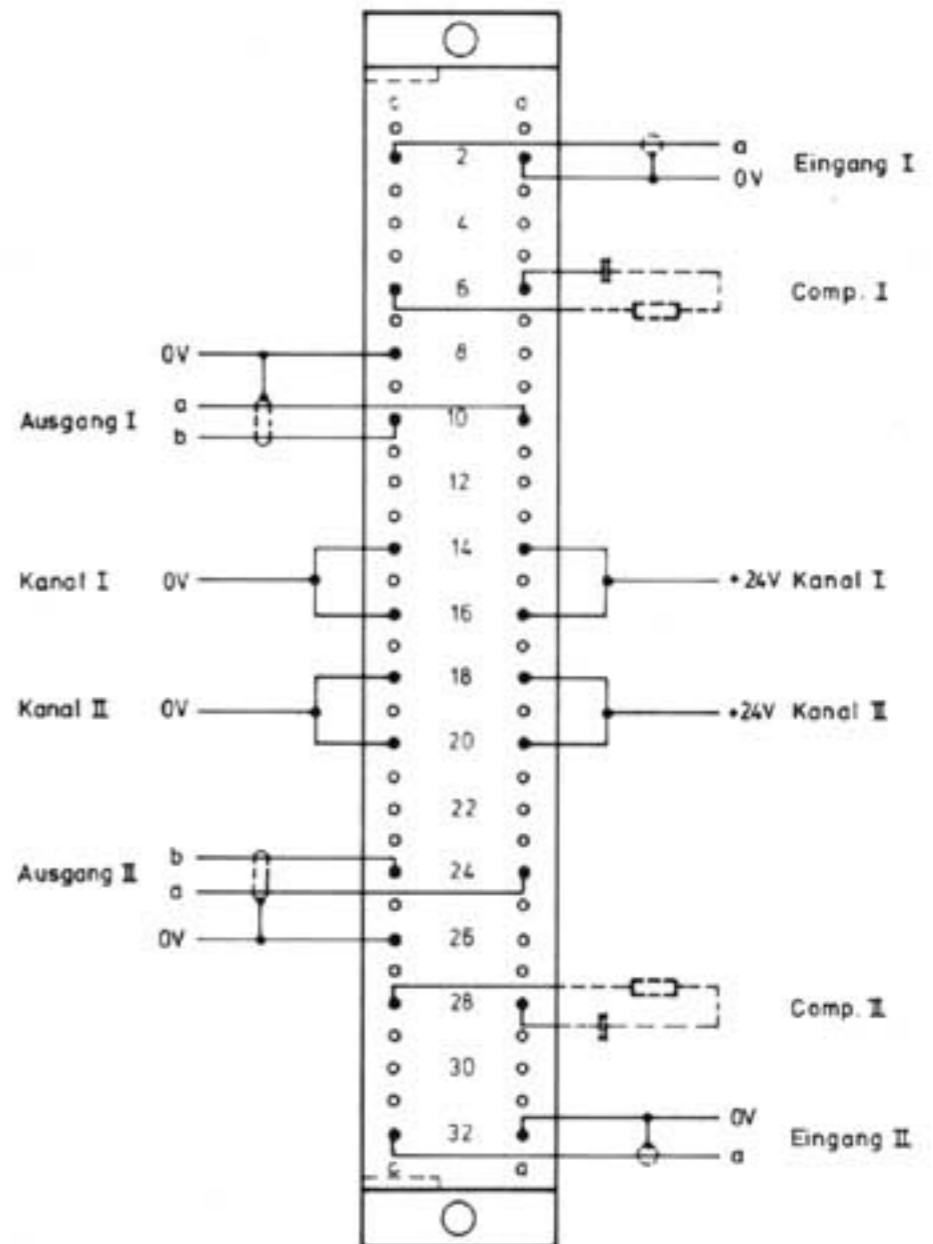 c a
2
a
Eingang I
0V
4
6
Comp. I
0V
8
a
Ausgang I
10
b
12
14
Kanal I 0V
+24V Kanal I
16
18
Kanal II 0V
+24V Kanal II
20
22
b
Ausgang II
24
a
0V
26
28
Comp. II
30
0V
32
Eingang II
a
c a